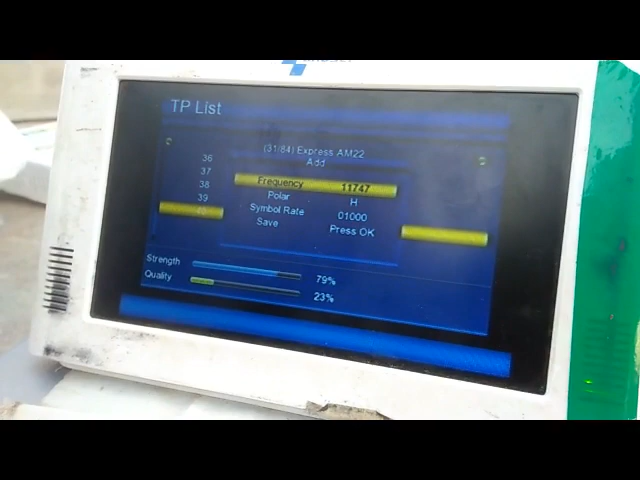 TP List
(31/84) Express AM22
Add
36
37
38
39
Frequency 11747
Polar H
Symbol Rate 01000
Save Press OK
Strength 79%
Quality 23%